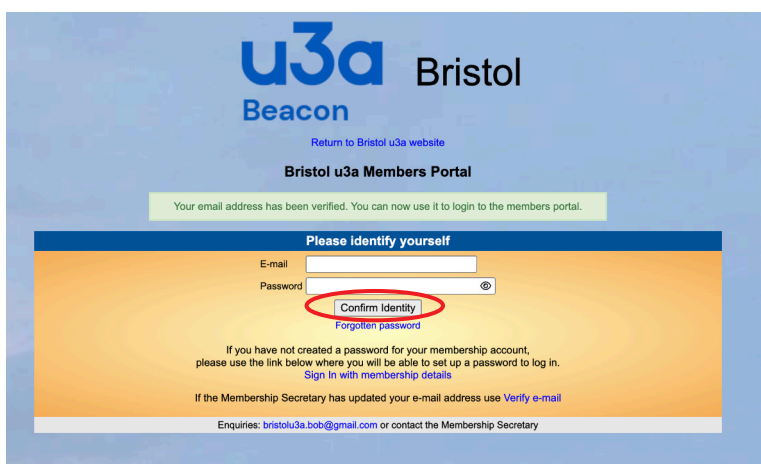 u3a Bristol
Beacon
Return to Bristol u3a website
Bristol u3a Members Portal
Your email address has been verified. You can now use it to login to the members portal.
Please identify yourself
E-mail
Password
Confirm Identity
Forgotten password
If you have not created a password for your membership account,
please use the link below where you will be able to set up a password to log in.
Sign In with membership details
If the Membership Secretary has updated your e-mail address use Verify e-mail
Enquiries: bristolu3a.bob@gmail.com or contact the Membership Secretary